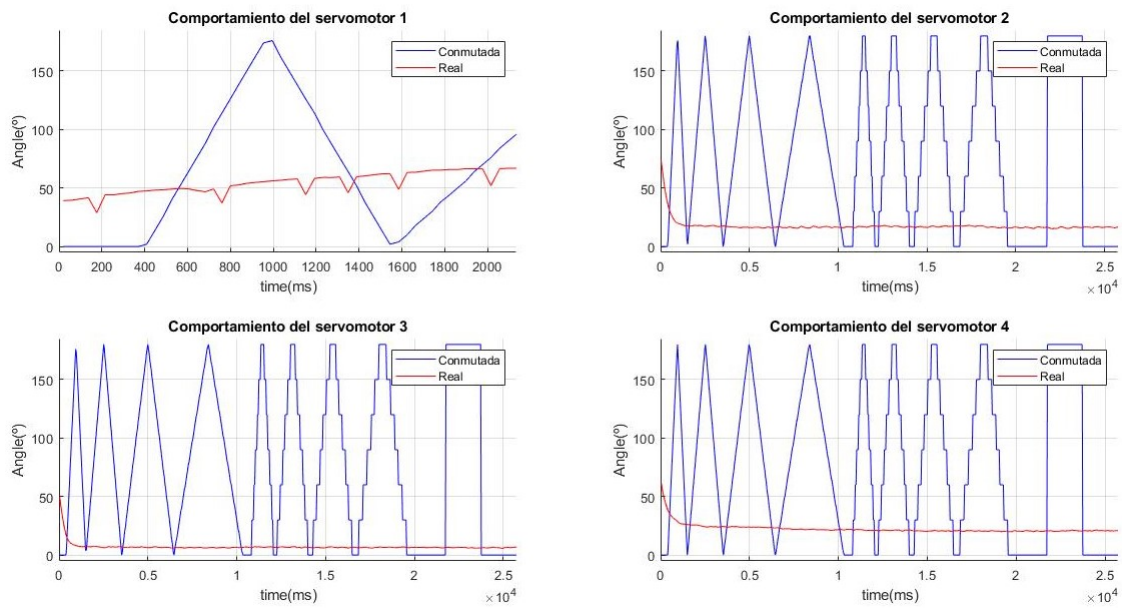 Comportamiento del servomotor 1
Conmutada
Real
Angle(º)
150
100
50
0
0 200 400 600 800 1000 1200 1400 1600 1800 2000
time(ms)
Comportamiento del servomotor 2
Conmutada
Real
Angle(º)
150
100
50
0
0 0.5 1 1.5 2 2.5
×10⁴
time(ms)
Comportamiento del servomotor 3
Conmutada
Real
Angle(º)
150
100
50
0
0 0.5 1 1.5 2 2.5
×10⁴
time(ms)
Comportamiento del servomotor 4
Conmutada
Real
Angle(º)
150
100
50
0
0 0.5 1 1.5 2 2.5
×10⁴
time(ms)